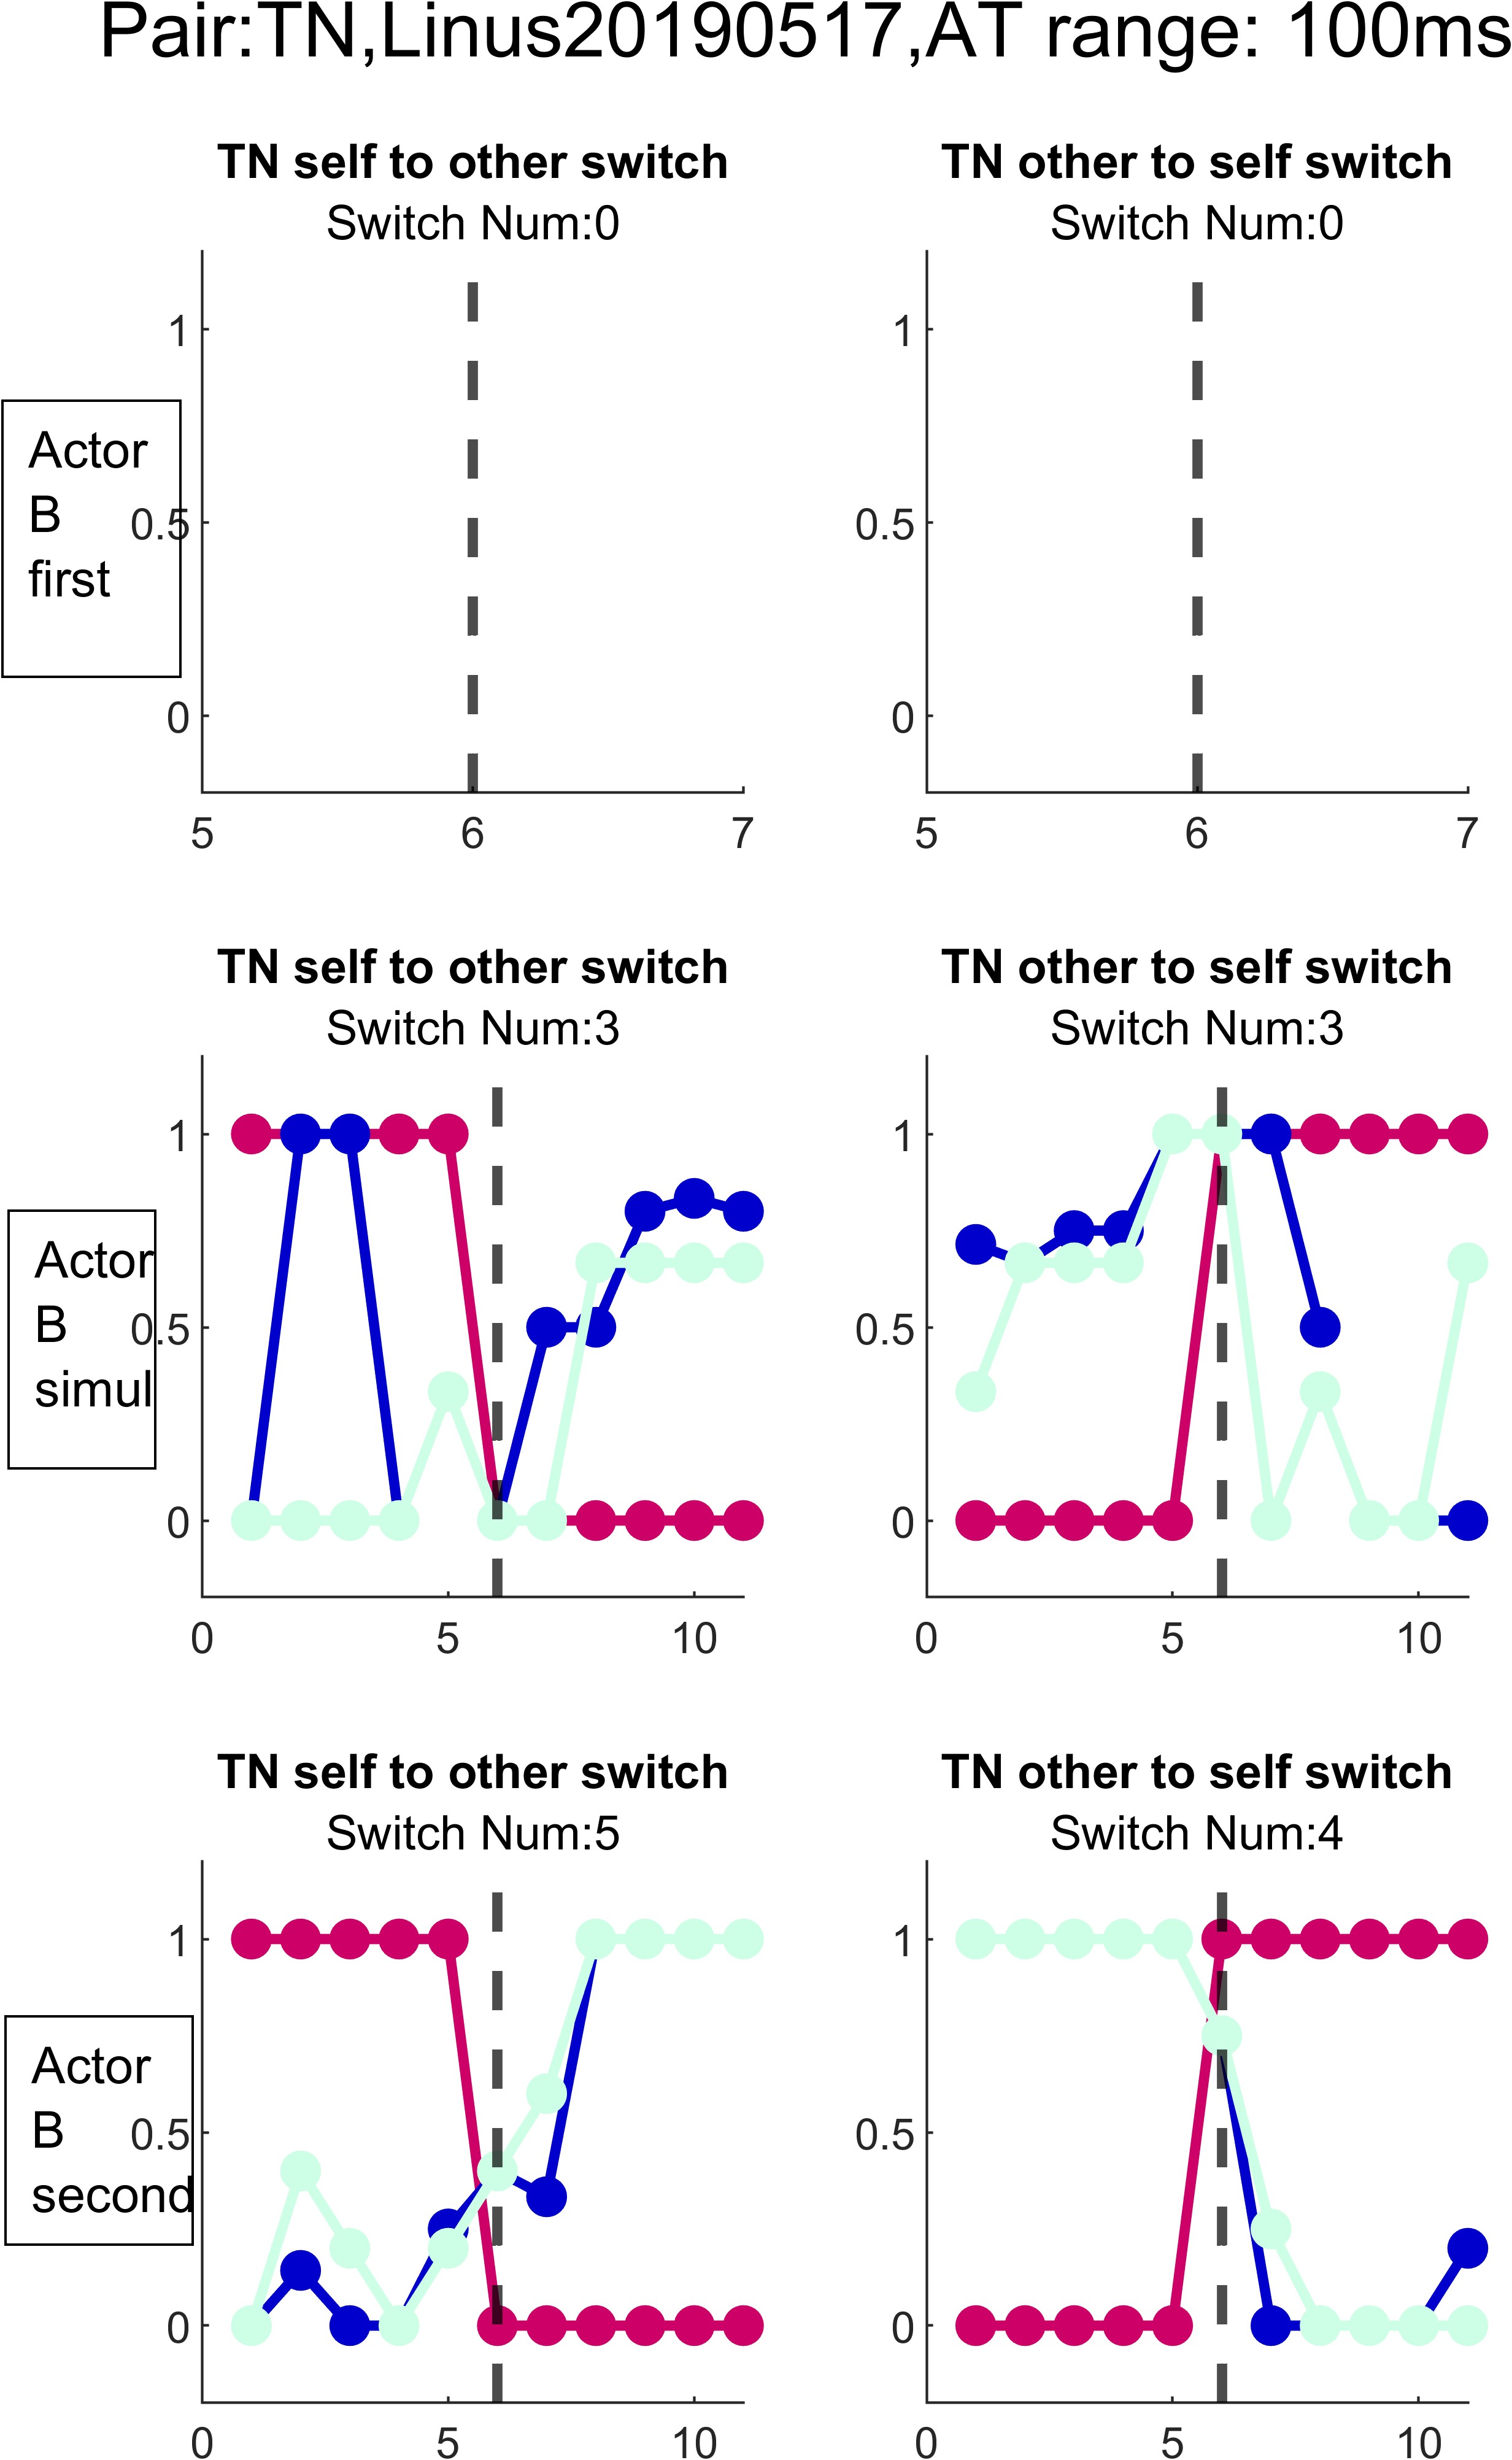 Pair:TN,Linus20190517,AT range: 100ms
TN self to other switch
Switch Num:0
TN other to self switch
Switch Num:0
Actor
B
first
1
0.5
0
5 6 7
1
0.5
0
5 6 7
TN self to other switch
Switch Num:3
TN other to self switch
Switch Num:3
Actor
B
simul
1
0.5
0
0 5 10
1
0.5
0
0 5 10
TN self to other switch
Switch Num:5
TN other to self switch
Switch Num:4
Actor
B
second
1
0.5
0
0 5 10
1
0.5
0
0 5 10